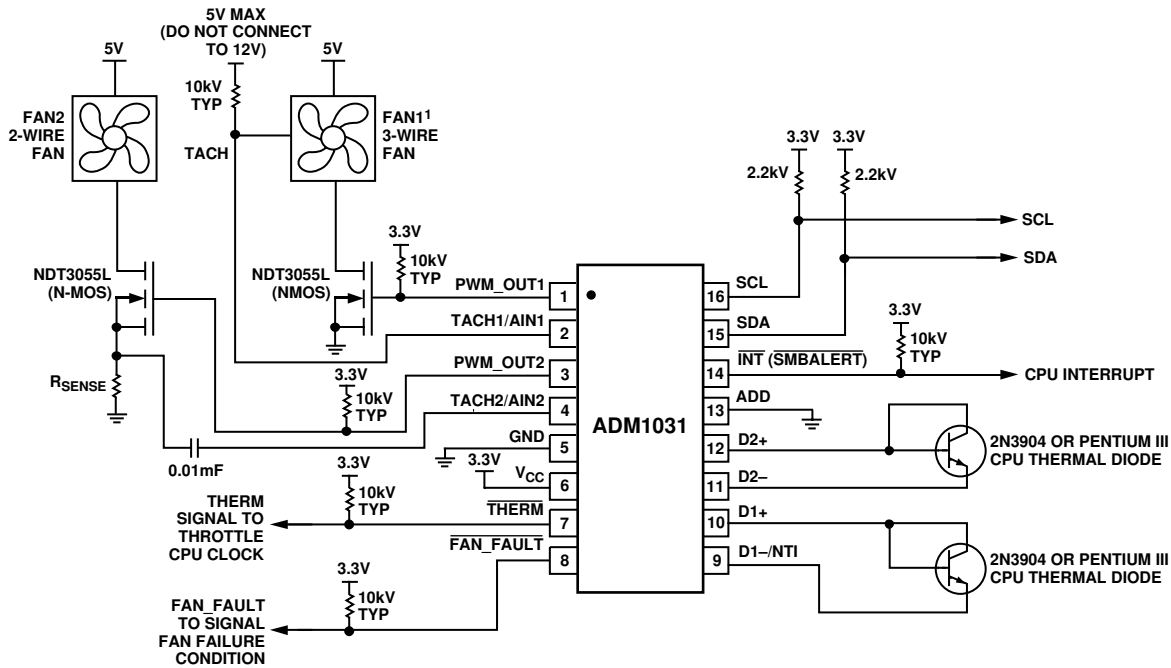 5V MAX
(DO NOT CONNECT
TO 12V)
5V
5V
10kV
TYP
FAN2
2-WIRE
FAN
TACH
FAN1¹
3-WIRE
FAN
3.3V
3.3V
2.2kV
2.2kV
SCL
SDA
NDT3055L
(N-MOS)
NDT3055L
(NMOS)
3.3V
10kV
TYP
PWM_OUT1
1
TACH1/AIN1
2
PWM_OUT2
3
3.3V
10kV
TYP
TACH2/AIN2
4
RSENSE
0.01mF
GND
5
3.3V
VCC
6
THERM
7
FAN_FAULT
8
ADM1031
SCL
16
SDA
15
INT (SMBALERT)
14
3.3V
10kV
TYP
CPU INTERRUPT
ADD
13
D2+
12
D2–
11
2N3904 OR PENTIUM III
CPU THERMAL DIODE
D1+
10
D1–/NTI
9
2N3904 OR PENTIUM III
CPU THERMAL DIODE
3.3V
10kV
TYP
THERM
SIGNAL TO
THROTTLE
CPU CLOCK
3.3V
10kV
TYP
FAN_FAULT
TO SIGNAL
FAN FAILURE
CONDITION